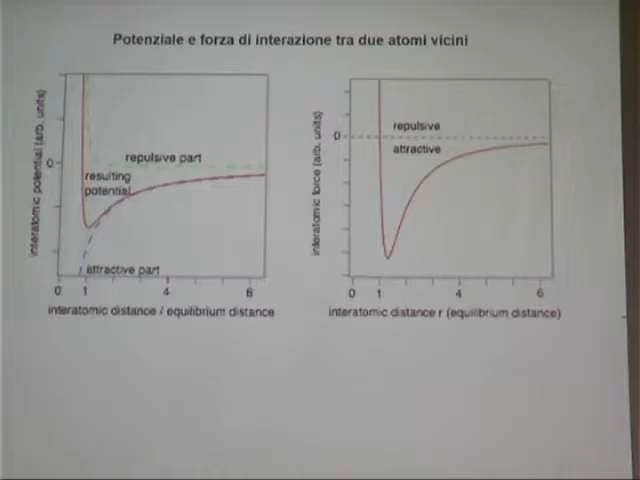 Potenziale e forza di interazione tra due atomi vicini
interatomic potential (arb. units)
0
repulsive part
resulting
potential
attractive part
0 1 4 6
interatomic distance / equilibrium distance
interatomic force (arb. units)
0
repulsive
attractive
0 1 4 6
interatomic distance r (equilibrium distance)